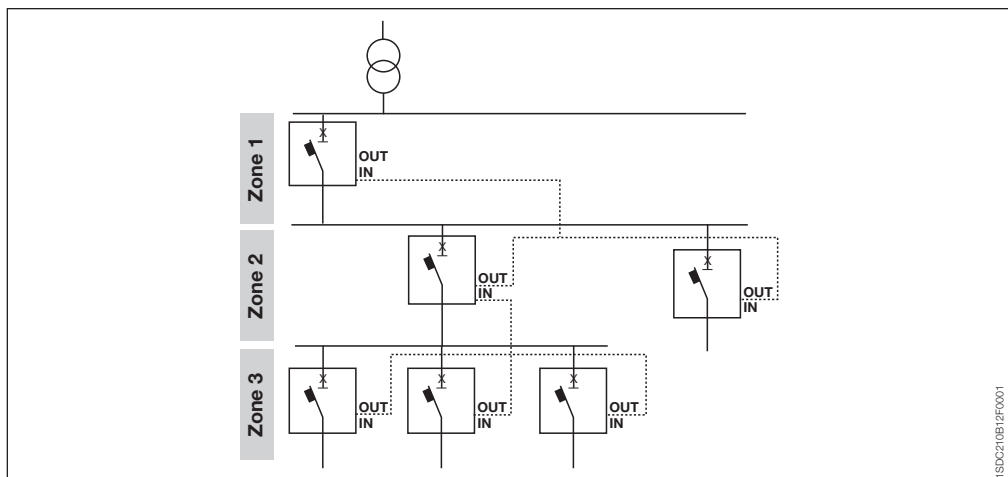 Zone 1
OUT
IN
Zone 2
OUT
IN
OUT
IN
Zone 3
OUT
IN
OUT
IN
OUT
IN
1SDC210B12F0001